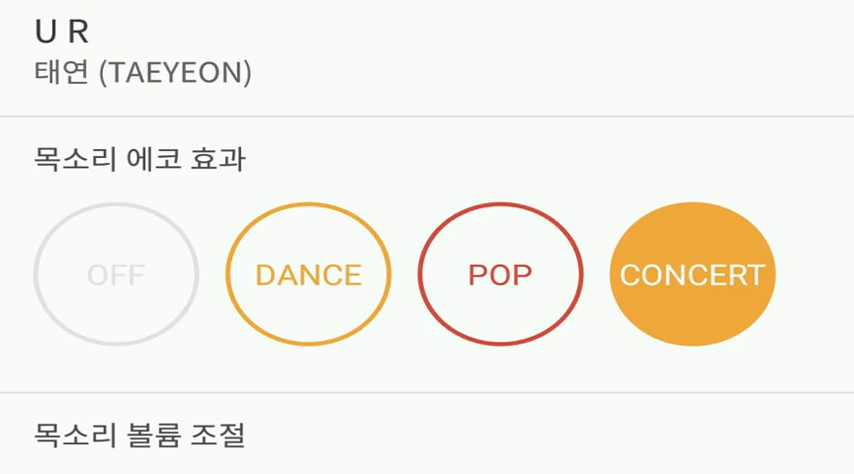 U R
태연 (TAEYEON)
목소리 에코 효과
OFF DANCE POP CONCERT
목소리 볼륨 조절